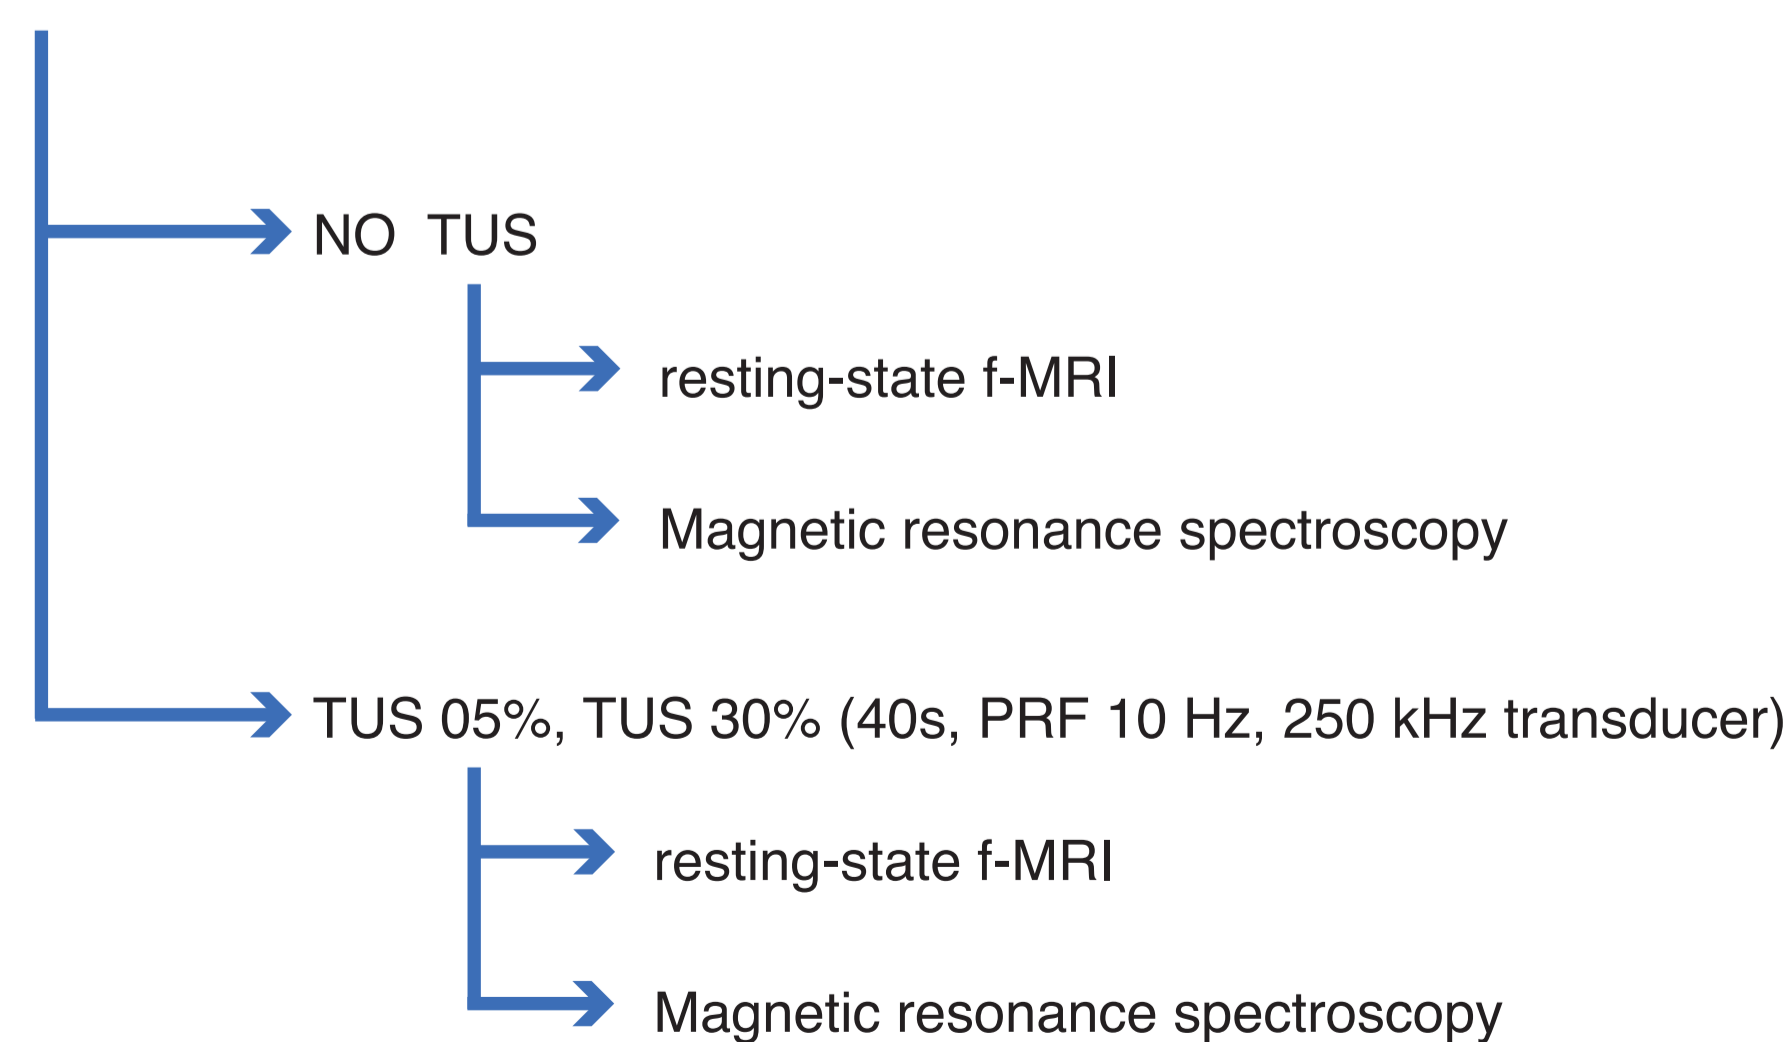 NO TUS
resting-state f-MRI
Magnetic resonance spectroscopy
TUS 05%, TUS 30% (40s, PRF 10 Hz, 250 kHz transducer)
resting-state f-MRI
Magnetic resonance spectroscopy